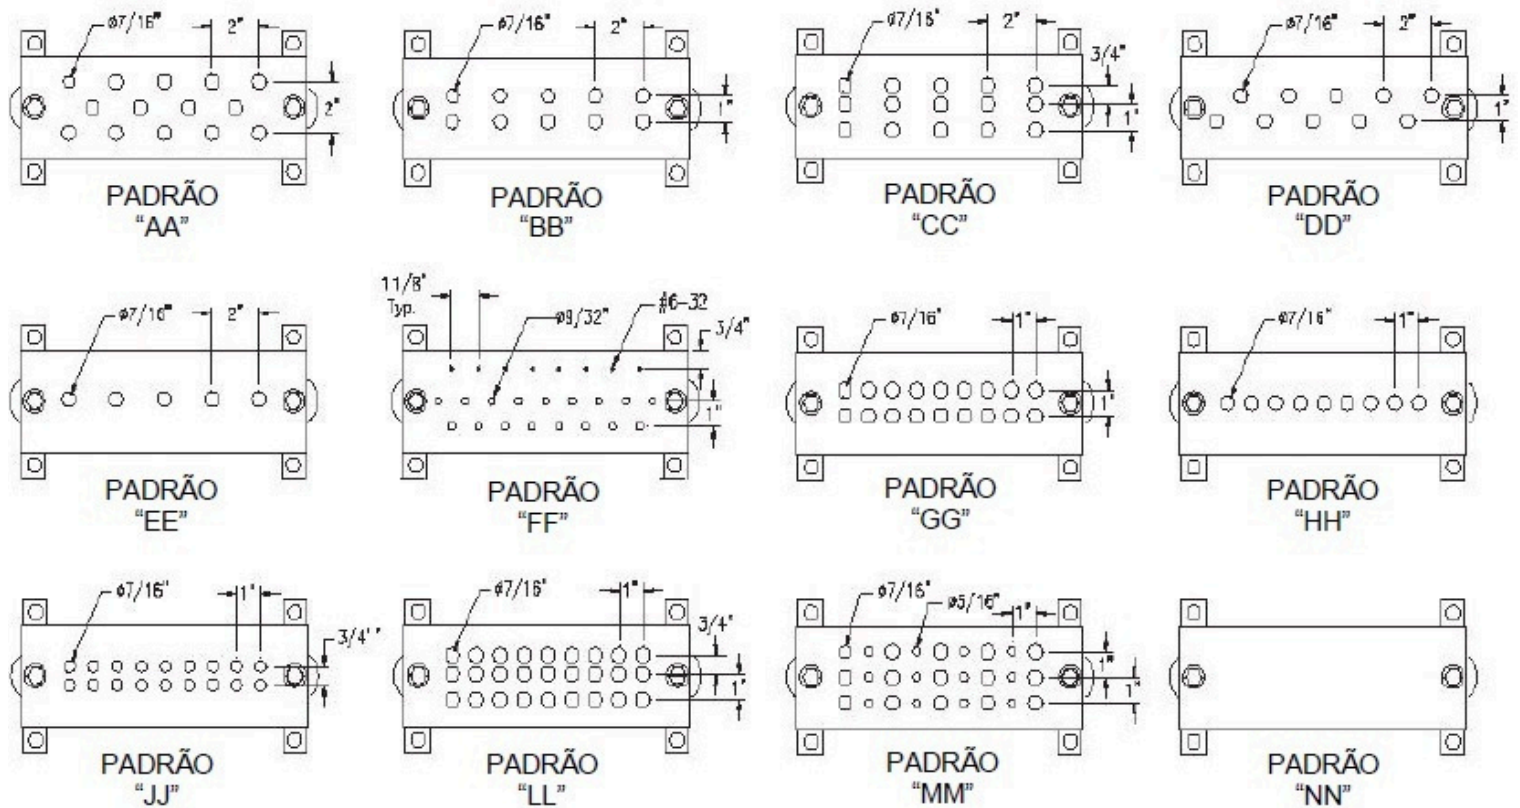 ø7/16" 2"
2"
PADRÃO
“AA”
ø7/16" 2"
1"
PADRÃO
“BB”
ø7/16" 2"
3/4"
1"
PADRÃO
“CC”
ø7/16" 2"
1"
PADRÃO
“DD”
ø7/16" 2"
PADRÃO
“EE”
11/8"
Typ.
ø9/32"
#6-32
3/4"
1"
PADRÃO
“FF”
ø7/16" 1"
1"
PADRÃO
“GG”
ø7/16" 1"
PADRÃO
“HH”
ø7/16" 1"
3/4"
PADRÃO
“JJ”
ø7/16" 1"
3/4"
1"
PADRÃO
“LL”
ø7/16"
ø5/16" 1"
1"
1"
PADRÃO
“MM”
PADRÃO
“NN”